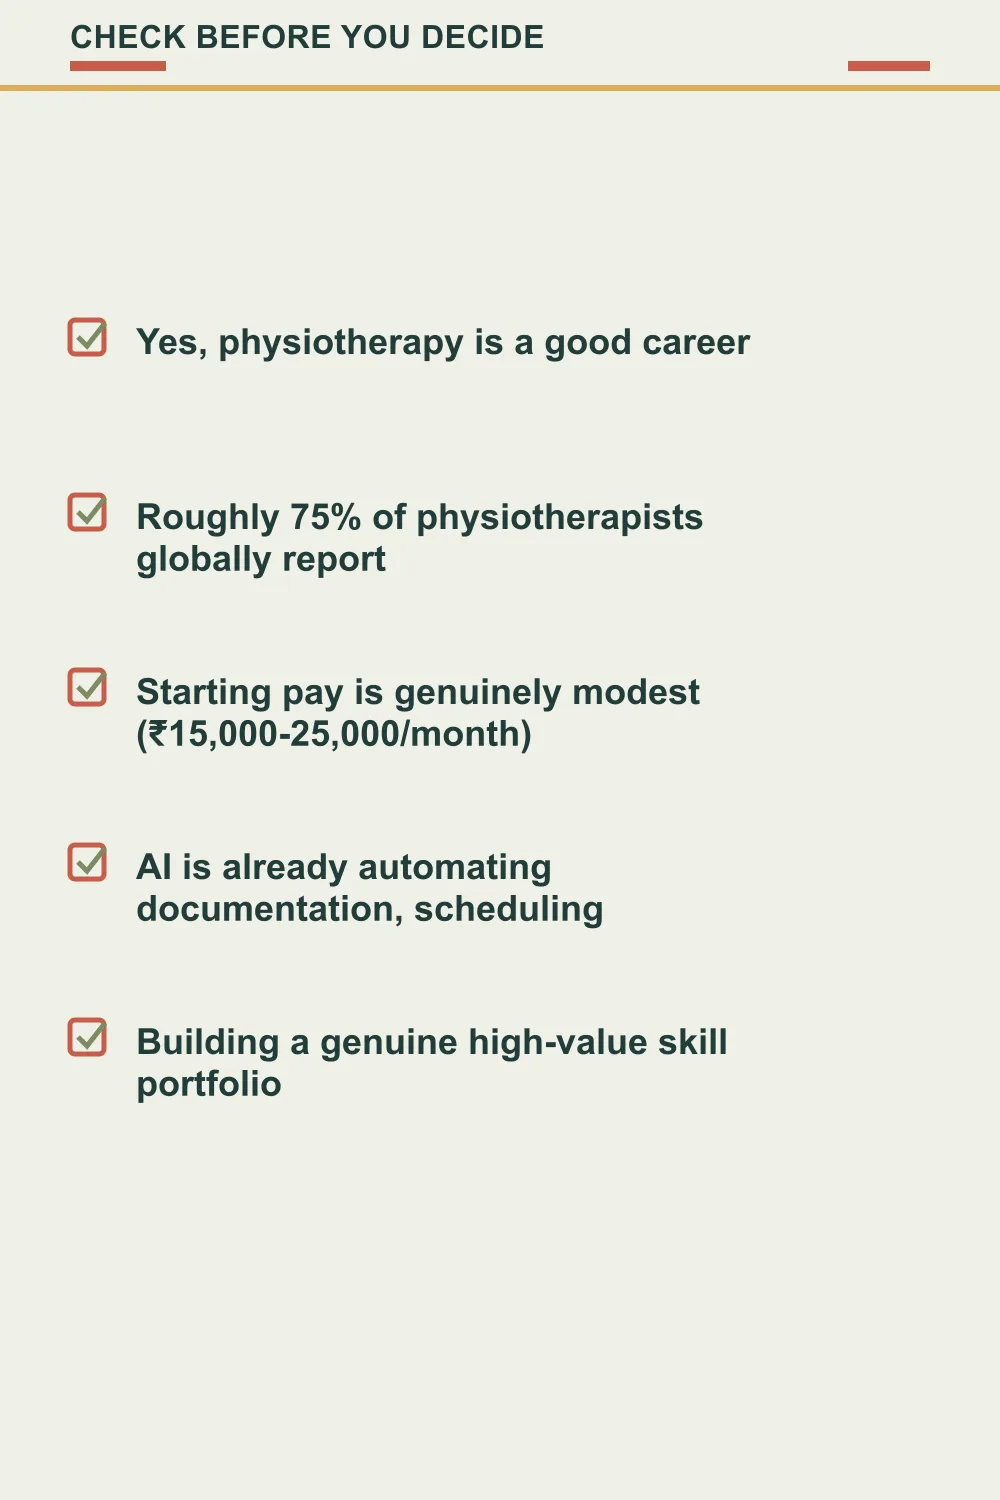 CHECK BEFORE YOU DECIDE
Yes, physiotherapy is a good career
Roughly 75% of physiotherapists
globally report
Starting pay is genuinely modest
(₹15,000-25,000/month)
AI is already automating
documentation, scheduling
Building a genuine high-value skill
portfolio